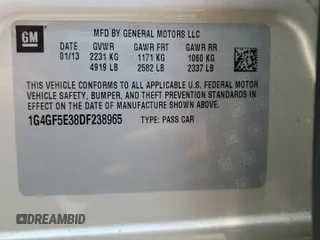 GM
MFD BY GENERAL MOTORS LLC
DATE GVWR GAWR FRT GAWR RR
01/13 2231 KG 1171 KG 1060 KG
4919 LB 2582 LB 2337 LB
THIS VEHICLE CONFORMS TO ALL APPLICABLE U.S. FEDERAL MOTOR
VEHICLE SAFETY, BUMPER, AND THEFT PREVENTION STANDARDS IN
EFFECT ON THE DATE OF MANUFACTURE SHOWN ABOVE.
1G4GF5E38DF238965 TYPE: PASS CAR
DREAMBID